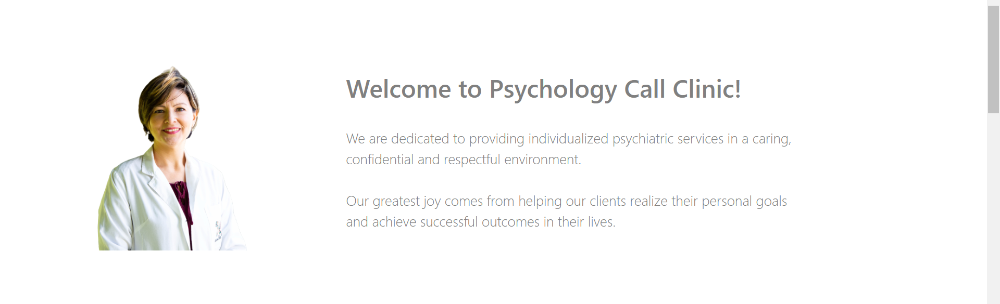 Welcome to Psychology Call Clinic!
We are dedicated to providing individualized psychiatric services in a caring,
confidential and respectful environment.
Our greatest joy comes from helping our clients realize their personal goals
and achieve successful outcomes in their lives.